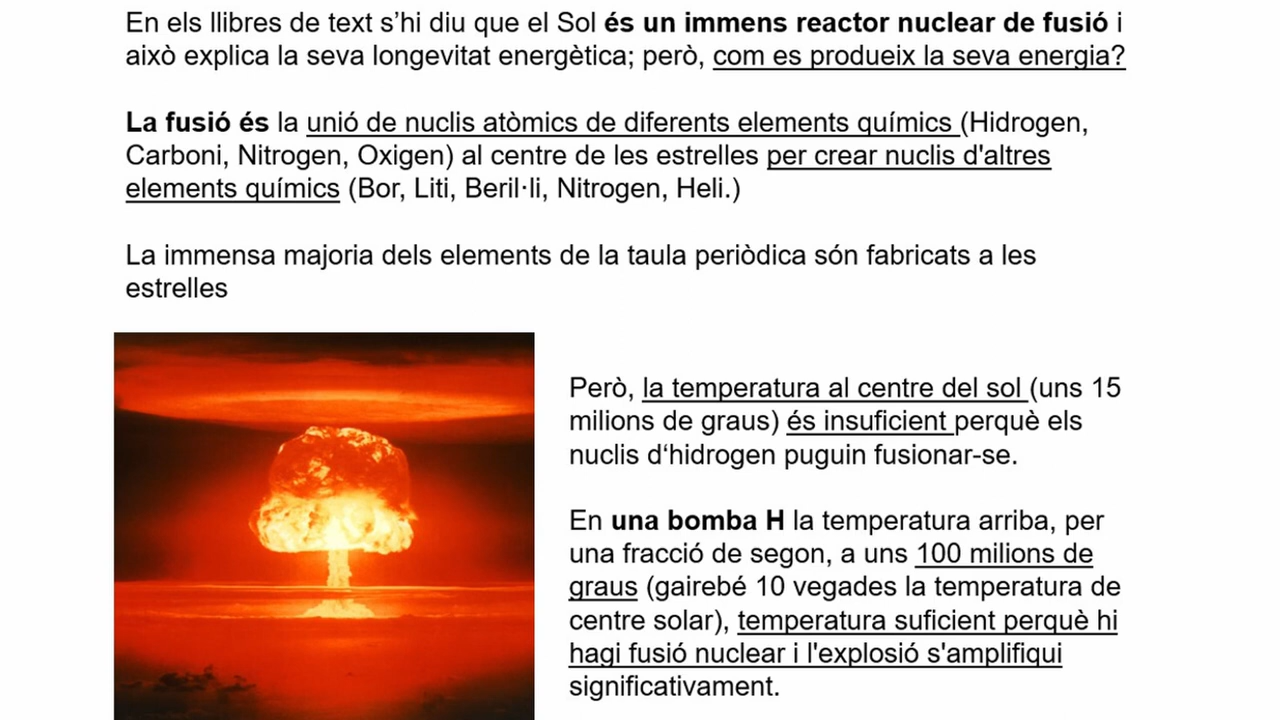 En els llibres de text s’hi diu que el Sol és un immens reactor nuclear de fusió i
això explica la seva longevitat energètica; però, com es produeix la seva energia?
La fusió és la unió de nuclis atòmics de diferents elements químics (Hidrogen,
Carboni, Nitrogen, Oxigen) al centre de les estrelles per crear nuclis d'altres
elements químics (Bor, Liti, Beril·li, Nitrogen, Heli.)
La immensa majoria dels elements de la taula periòdica són fabricats a les
estrelles
Però, la temperatura al centre del sol (uns 15
milions de graus) és insuficient perquè els
nuclis d‘hidrogen puguin fusionar-se.
En una bomba H la temperatura arriba, per
una fracció de segon, a uns 100 milions de
graus (gairebé 10 vegades la temperatura de
centre solar), temperatura suficient perquè hi
hagi fusió nuclear i l'explosió s'amplifiqui
significativament.